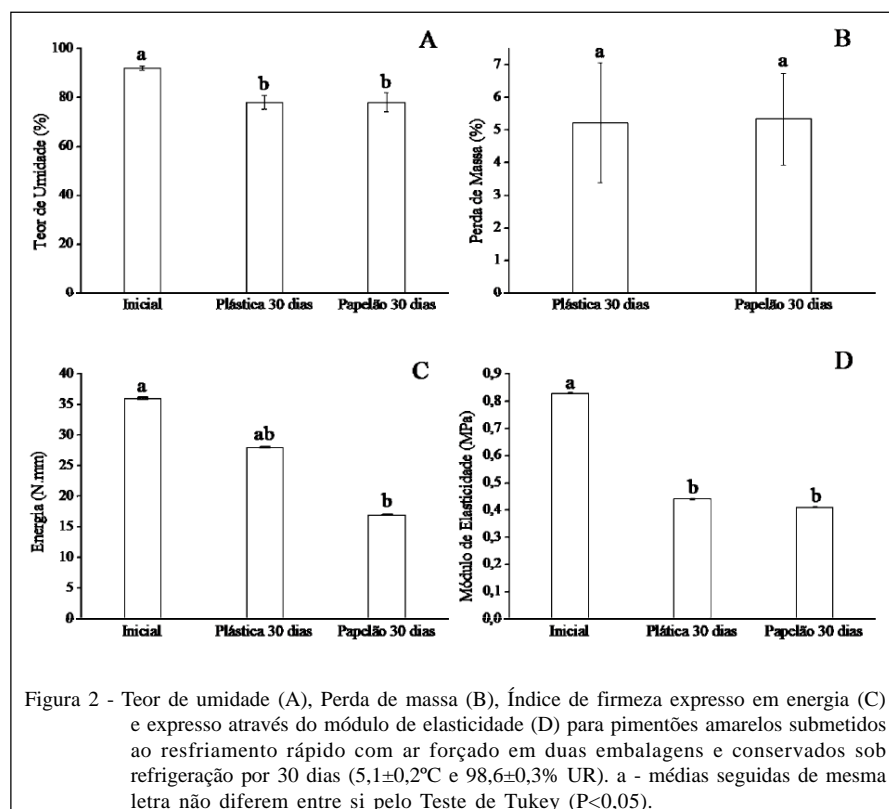 A
Teor de Umidade (%)
100
80
60
40
20
0
a
b
b
Inicial
Plástica 30 dias
Papelão 30 dias
B
Perda de Massa (%)
7
6
5
4
3
2
1
0
a
a
Plástica 30 dias
Papelão 30 dias
C
Energia (N.mm)
40
35
30
25
20
15
10
5
0
a
ab
b
Inicial
Plástica 30 dias
Papelão 30 dias
D
Módulo de Elasticidade (MPa)
0,9
0,8
0,7
0,6
0,5
0,4
0,3
0,2
0,1
0,0
a
b
b
Inicial
Plática 30 dias
Papelão 30 dias
Figura 2 - Teor de umidade (A), Perda de massa (B), Índice de firmeza expresso em energia (C)
e expresso através do módulo de elasticidade (D) para pimentões amarelos submetidos
ao resfriamento rápido com ar forçado em duas embalagens e conservados sob
refrigeração por 30 dias (5,1±0,2ºC e 98,6±0,3% UR). a - médias seguidas de mesma
letra não diferem entre si pelo Teste de Tukey (P<0,05).